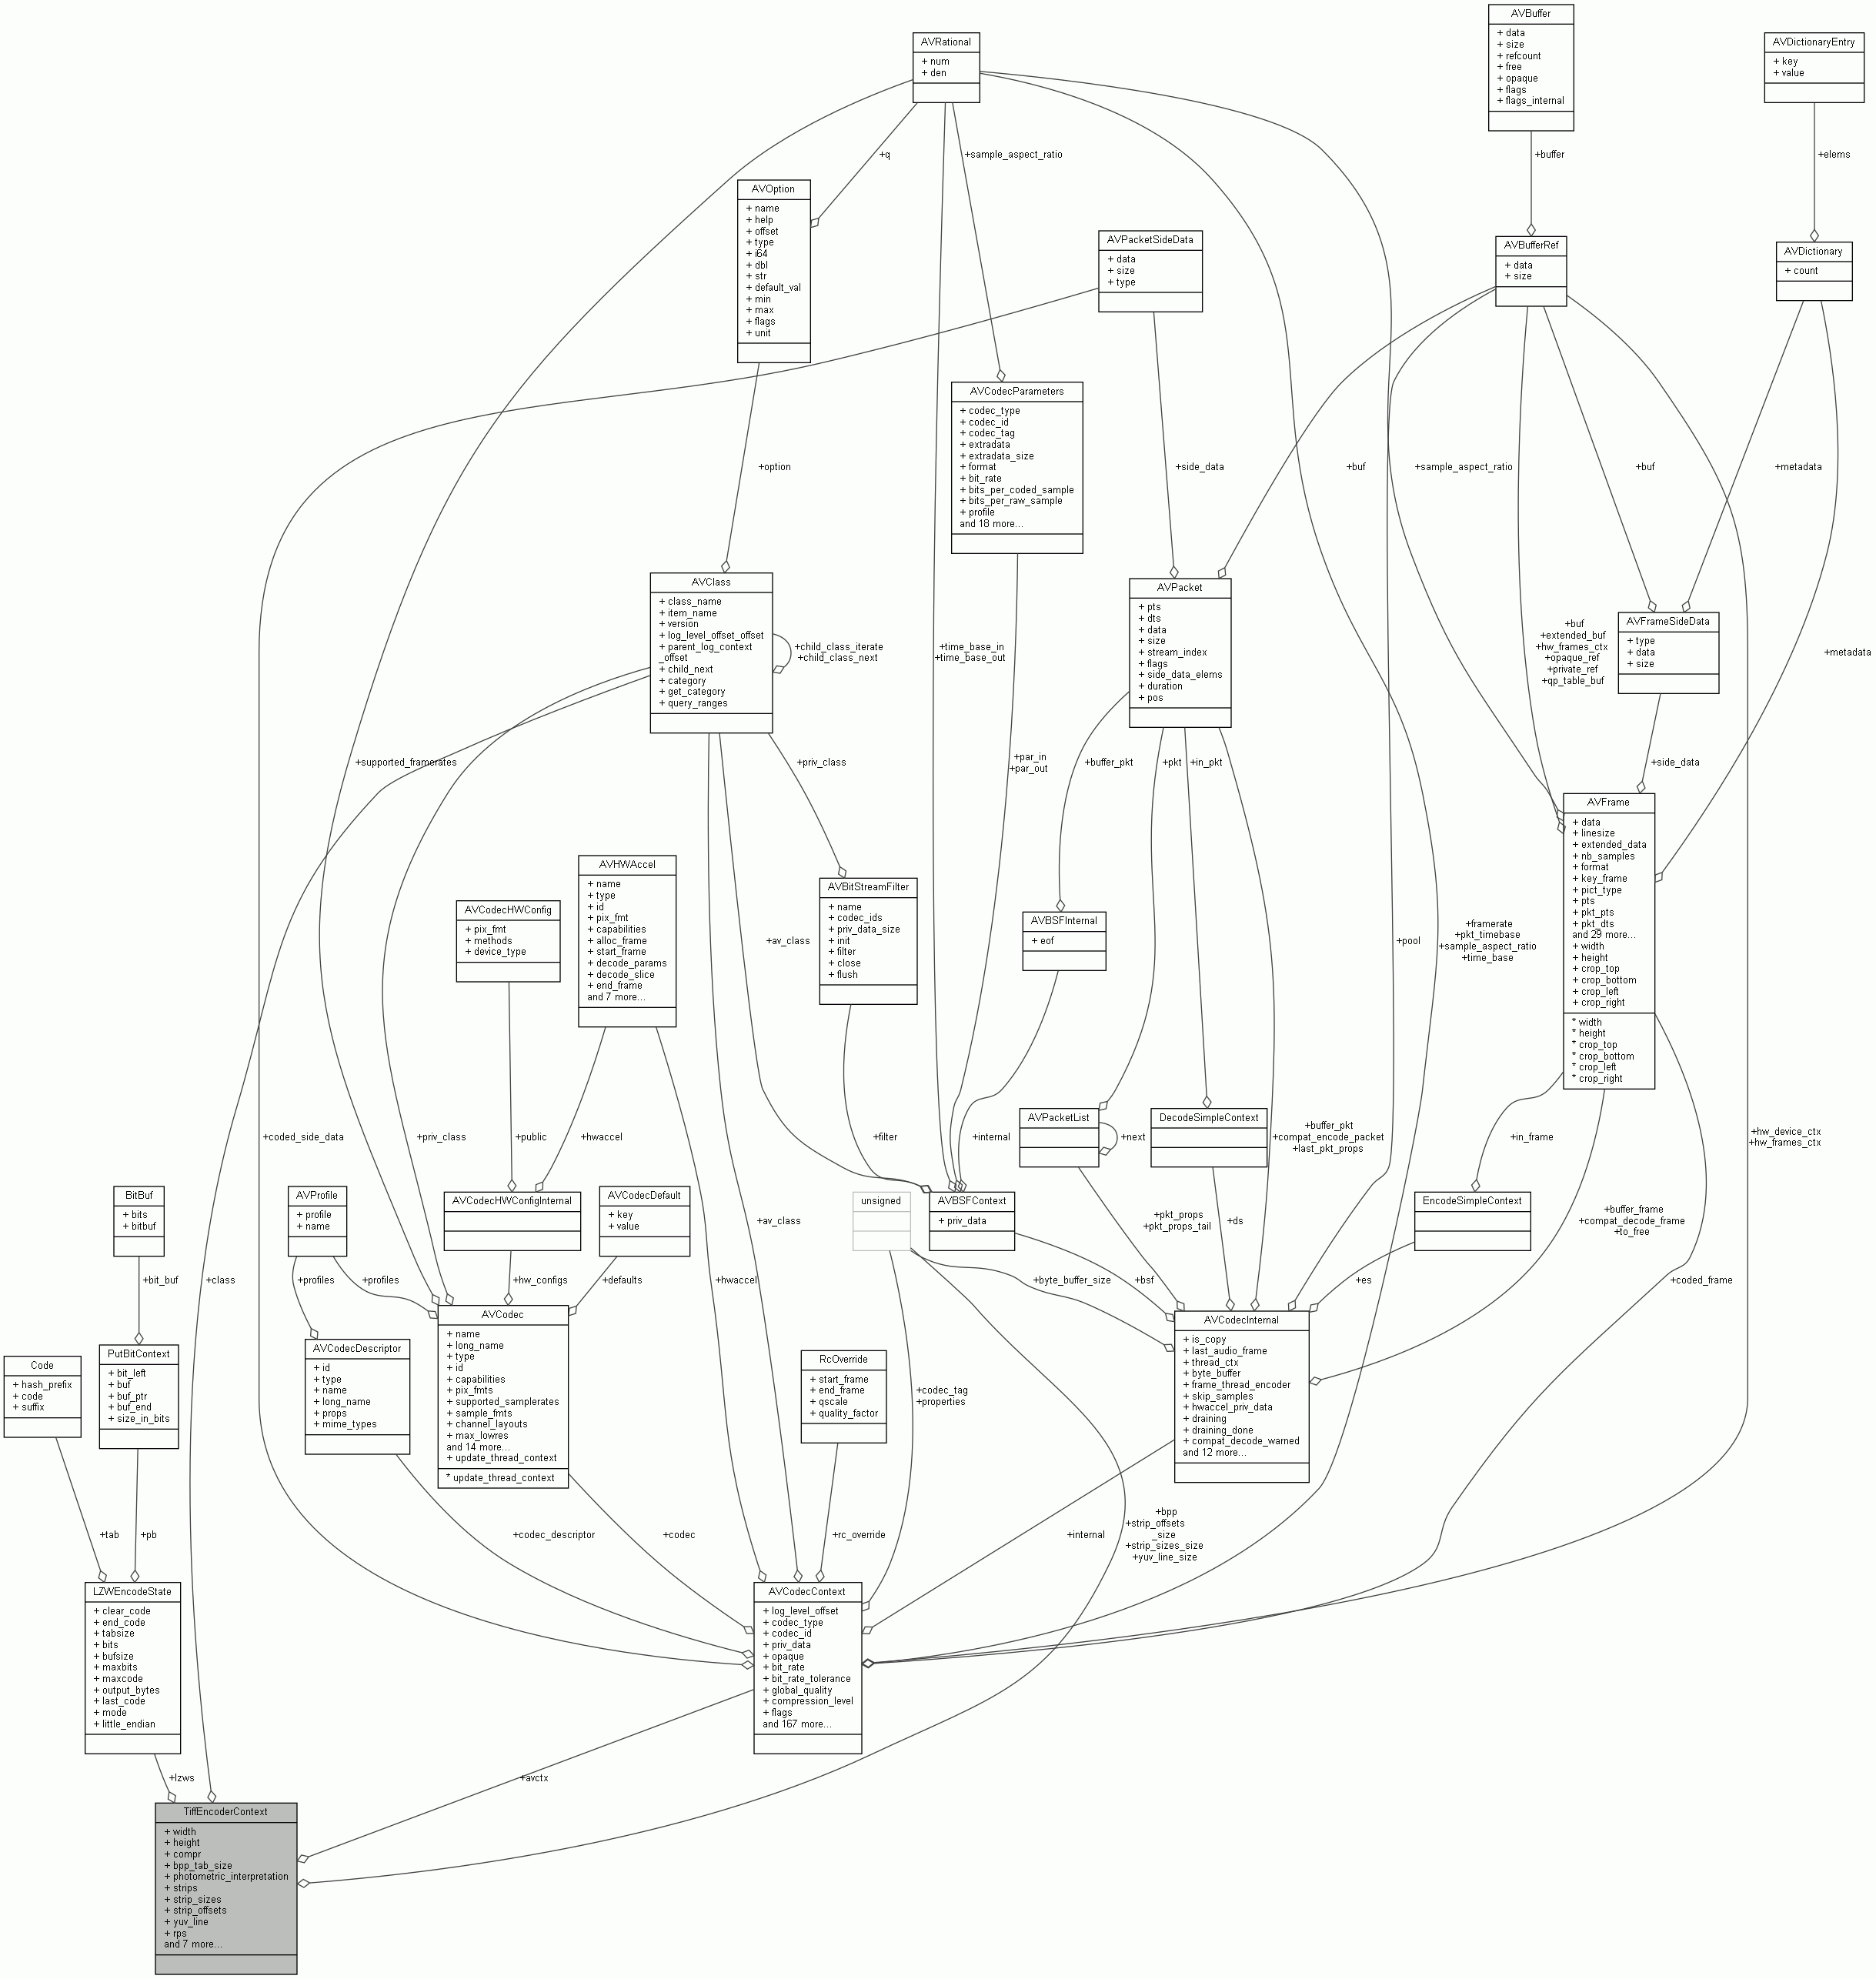 AVBuffer
+ data
+ size
+ refcount
+ free
+ opaque
+ flags
+ flags_internal
AVRational
+ num
+ den
AVDictionaryEntry
+ key
+ value
+q
+sample_aspect_ratio
+buffer
+elems
AVOption
+ name
+ help
+ offset
+ type
+ i64
+ dbl
+ str
+ default_val
+ min
+ max
+ flags
+ unit
AVPacketSideData
+ data
+ size
+ type
AVBufferRef
+ data
+ size
AVDictionary
+ count
AVCodecParameters
+ codec_type
+ codec_id
+ codec_tag
+ extradata
+ extradata_size
+ format
+ bit_rate
+ bits_per_coded_sample
+ bits_per_raw_sample
+ profile
and 18 more...
+option
+side_data
+buf
+sample_aspect_ratio
+buf
+metadata
AVClass
+ class_name
+ item_name
+ version
+ log_level_offset_offset
+ parent_log_context
_offset
+ child_next
+ category
+ get_category
+ query_ranges
+child_class_iterate
+child_class_next
+time_base_in
+time_base_out
AVPacket
+ pts
+ dts
+ data
+ size
+ stream_index
+ flags
+ side_data_elems
+ duration
+ pos
+buf
+extended_buf
+hw_frames_ctx
+opaque_ref
+private_ref
+qp_table_buf
AVFrameSideData
+ type
+ data
+ size
+metadata
+supported_framerates
+priv_class
+par_in
+par_out
+buffer_pkt
+pkt
+in_pkt
+side_data
AVFrame
+ data
+ linesize
+ extended_data
+ nb_samples
+ format
+ key_frame
+ pict_type
+ pts
+ pkt_pts
+ pkt_dts
and 29 more...
+ width
+ height
+ crop_top
+ crop_bottom
+ crop_left
+ crop_right
* width
* height
* crop_top
* crop_bottom
* crop_left
* crop_right
AVCodecHWConfig
+ pix_fmt
+ methods
+ device_type
AVHWAccel
+ name
+ type
+ id
+ pix_fmt
+ capabilities
+ alloc_frame
+ start_frame
+ decode_params
+ decode_slice
+ end_frame
and 7 more...
+av_class
AVBitStreamFilter
+ name
+ codec_ids
+ priv_data_size
+ init
+ filter
+ close
+ flush
AVBSFInternal
+ eof
+pool
+framerate
+pkt_timebase
+sample_aspect_ratio
+time_base
+coded_side_data
+priv_class
+public
+hwaccel
+filter
+internal
AVPacketList
+next
DecodeSimpleContext
+buffer_pkt
+compat_encode_packet
+last_pkt_props
+in_frame
+hw_device_ctx
+hw_frames_ctx
BitBuf
+ bits
+ bitbuf
AVProfile
+ profile
+ name
AVCodecHWConfigInternal
AVCodecDefault
+ key
+ value
+av_class
unsigned
AVBSFContext
+ priv_data
+pkt_props
+pkt_props_tail
+ds
EncodeSimpleContext
+buffer_frame
+compat_decode_frame
+to_free
+bit_buf
+class
+profiles
+profiles
+hw_configs
+defaults
+hwaccel
+byte_buffer_size
+bsf
+es
+coded_frame
Code
+ hash_prefix
+ code
+ suffix
PutBitContext
+ bit_left
+ buf
+ buf_ptr
+ buf_end
+ size_in_bits
AVCodecDescriptor
+ id
+ type
+ name
+ long_name
+ props
+ mime_types
AVCodec
+ name
+ long_name
+ type
+ id
+ capabilities
+ pix_fmts
+ supported_samplerates
+ sample_fmts
+ channel_layouts
+ max_lowres
and 14 more...
+ update_thread_context
* update_thread_context
RcOverride
+ start_frame
+ end_frame
+ qscale
+ quality_factor
+codec_tag
+properties
AVCodecInternal
+ is_copy
+ last_audio_frame
+ thread_ctx
+ byte_buffer
+ frame_thread_encoder
+ skip_samples
+ hwaccel_priv_data
+ draining
+ draining_done
+ compat_decode_warned
and 12 more...
+tab
+pb
+codec_descriptor
+codec
+rc_override
+internal
+bpp
+strip_offsets
_size
+strip_sizes_size
+yuv_line_size
LZWEncodeState
+ clear_code
+ end_code
+ tabsize
+ bits
+ bufsize
+ maxbits
+ maxcode
+ output_bytes
+ last_code
+ mode
+ little_endian
AVCodecContext
+ log_level_offset
+ codec_type
+ codec_id
+ priv_data
+ opaque
+ bit_rate
+ bit_rate_tolerance
+ global_quality
+ compression_level
+ flags
and 167 more...
+lzws
+avctx
TiffEncoderContext
+ width
+ height
+ compr
+ bpp_tab_size
+ photometric_interpretation
+ strips
+ strip_sizes
+ strip_offsets
+ yuv_line
+ rps
and 7 more...